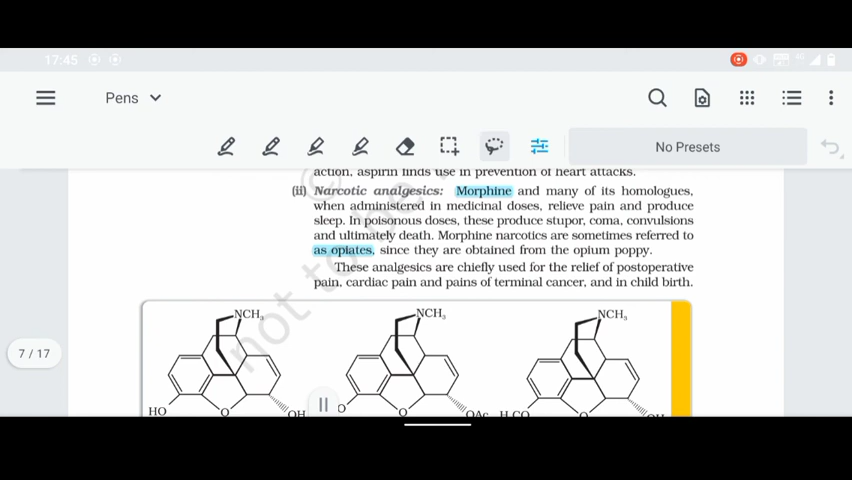 17:45
Pens
No Presets
action, aspirin finds use in prevention of heart attacks.
(ii) Narcotic analgesics: Morphine and many of its homologues,
when administered in medicinal doses, relieve pain and produce
sleep. In poisonous doses, these produce stupor, coma, convulsions
and ultimately death. Morphine narcotics are sometimes referred to
as opiates, since they are obtained from the opium poppy.
These analgesics are chiefly used for the relief of postoperative
pain, cardiac pain and pains of terminal cancer, and in child birth.
© not to be
7 / 17
NCH3 NCH3 NCH3
HO O OH O O OAc H3CO O OH